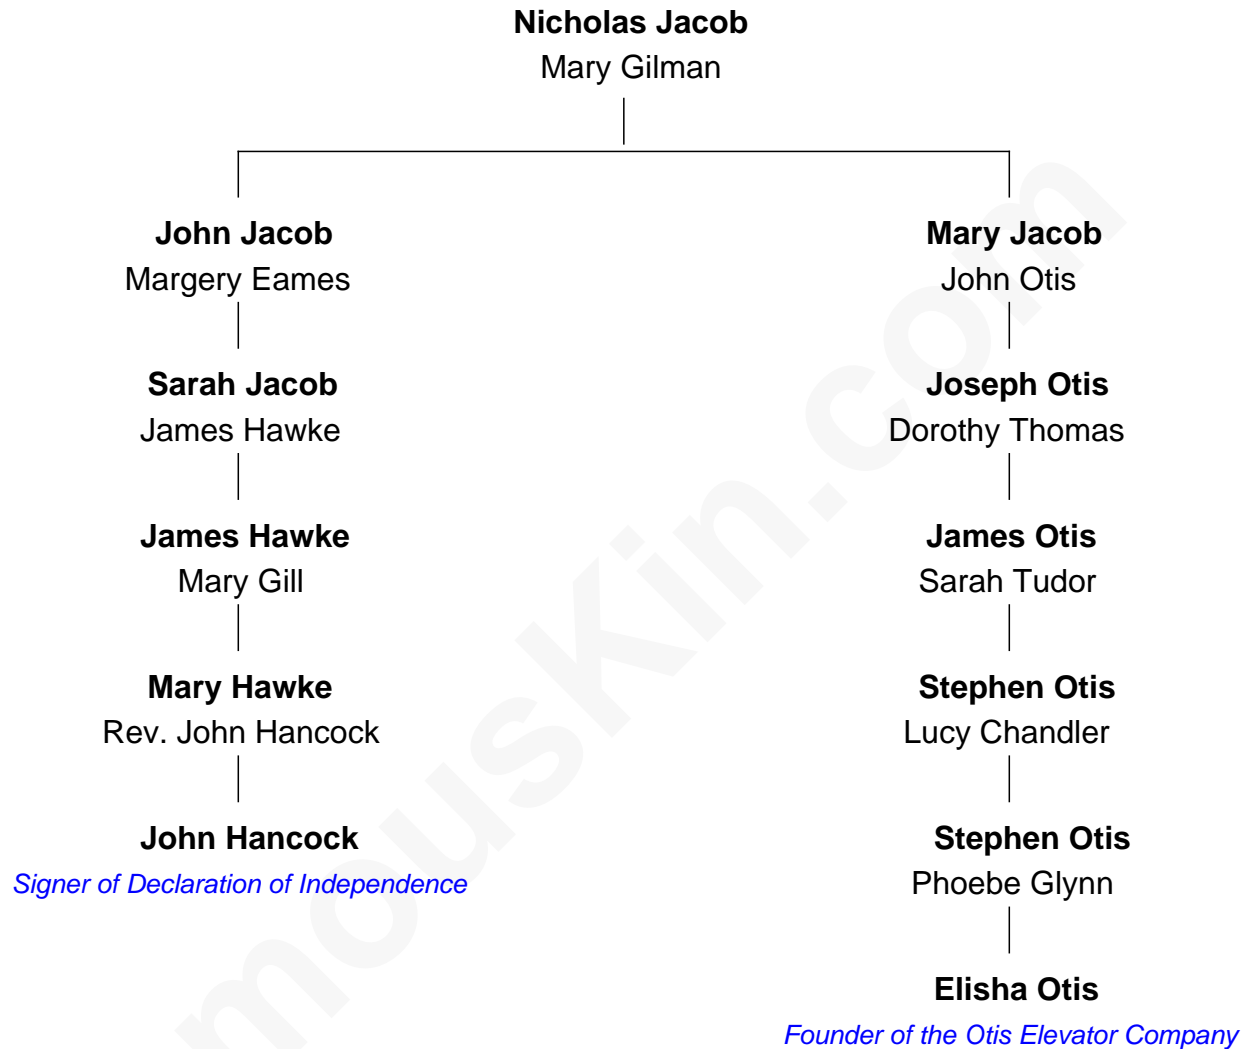 Nicholas Jacob
Mary Gilman
John Jacob
Margery Eames
Mary Jacob
John Otis
Sarah Jacob
James Hawke
Joseph Otis
Dorothy Thomas
James Hawke
Mary Gill
James Otis
Sarah Tudor
Mary Hawke
Rev. John Hancock
Stephen Otis
Lucy Chandler
John Hancock
Signer of Declaration of Independence
Stephen Otis
Phoebe Glynn
Elisha Otis
Founder of the Otis Elevator Company
mousKin.com